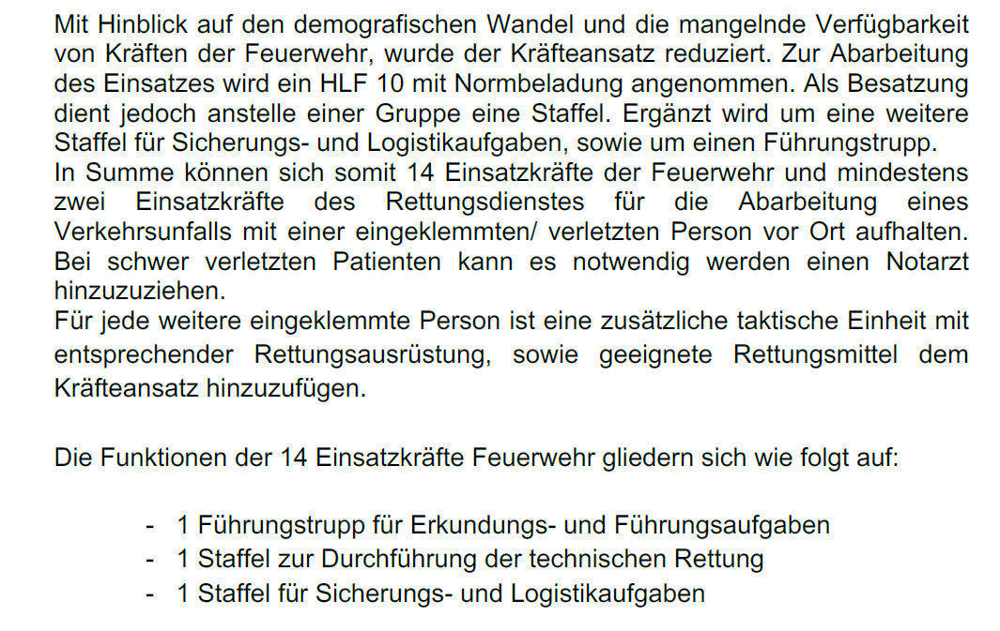 Mit Hinblick auf den demografischen Wandel und die mangelnde Verfügbarkeit
von Kräften der Feuerwehr, wurde der Kräfteansatz reduziert. Zur Abarbeitung
des Einsatzes wird ein HLF 10 mit Normbeladung angenommen. Als Besatzung
dient jedoch anstelle einer Gruppe eine Staffel. Ergänzt wird um eine weitere
Staffel für Sicherungs- und Logistikaufgaben, sowie um einen Führungstrupp.
In Summe können sich somit 14 Einsatzkräfte der Feuerwehr und mindestens
zwei Einsatzkräfte des Rettungsdienstes für die Abarbeitung eines
Verkehrsunfalls mit einer eingeklemmten/ verletzten Person vor Ort aufhalten.
Bei schwer verletzten Patienten kann es notwendig werden einen Notarzt
hinzuzuziehen.
Für jede weitere eingeklemmte Person ist eine zusätzliche taktische Einheit mit
entsprechender Rettungsausrüstung, sowie geeignete Rettungsmittel dem
Kräfteansatz hinzuzufügen.
Die Funktionen der 14 Einsatzkräfte Feuerwehr gliedern sich wie folgt auf:
- 1 Führungstrupp für Erkundungs- und Führungsaufgaben
- 1 Staffel zur Durchführung der technischen Rettung
- 1 Staffel für Sicherungs- und Logistikaufgaben